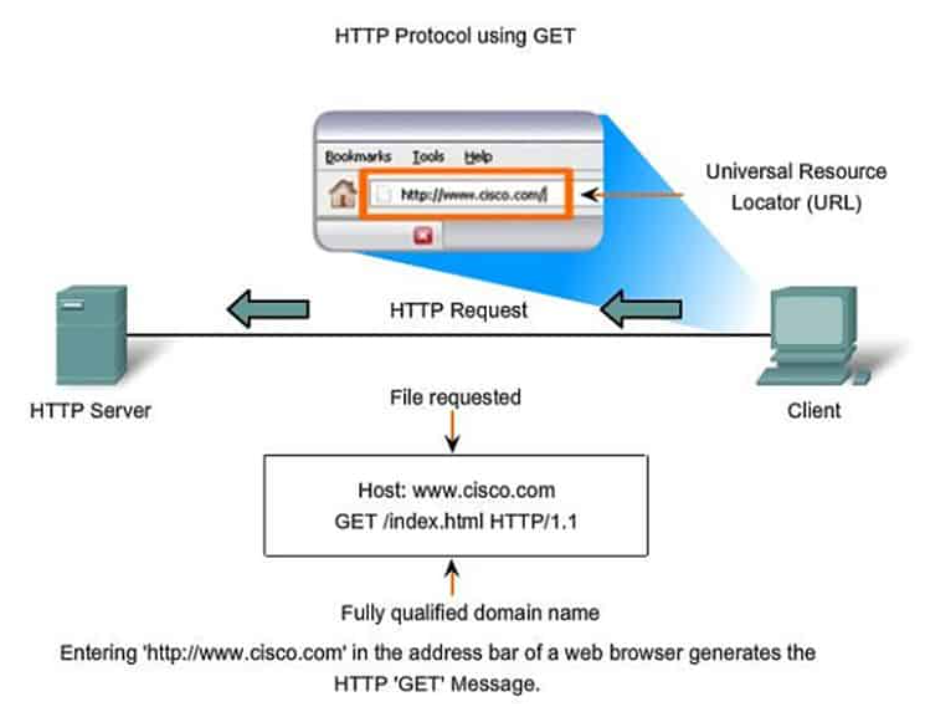 HTTP Protocol using GET
Bookmarks Tools Help
http://www.cisco.com/
Universal Resource
Locator (URL)
HTTP Request
HTTP Server
Client
File requested
Host: www.cisco.com
GET /index.html HTTP/1.1
Fully qualified domain name
Entering 'http://www.cisco.com' in the address bar of a web browser generates the
HTTP 'GET' Message.